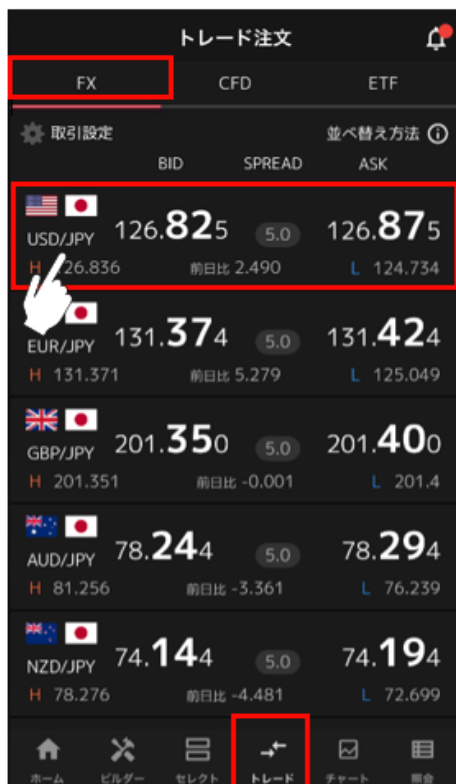 トレード注文
FX CFD ETF
取引設定 並べ替え方法
BID SPREAD ASK
USD/JPY 126.825 5.0 126.875
H 126.836 前日比 2.490 L 124.734
EUR/JPY 131.374 5.0 131.424
H 131.371 前日比 5.279 L 125.049
GBP/JPY 201.350 5.0 201.400
H 201.351 前日比 -0.001 L 201.4
AUD/JPY 78.244 5.0 78.294
H 81.256 前日比 -3.361 L 76.239
NZD/JPY 74.144 5.0 74.194
H 78.276 前日比 -4.481 L 72.699
ホーム ビルダー セレクト トレード チャート 照会